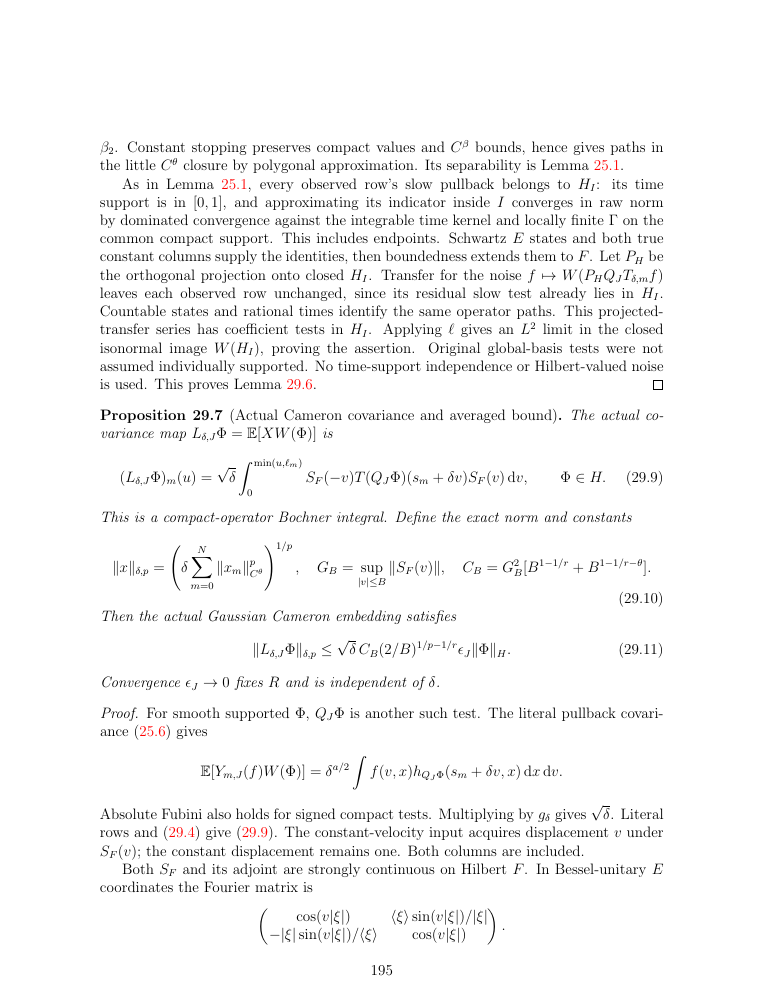 β₂. Constant stopping preserves compact values and C^β bounds, hence gives paths in
the little C^θ closure by polygonal approximation. Its separability is Lemma 25.1.
As in Lemma 25.1, every observed row's slow pullback belongs to H_I: its time
support is in [0, 1], and approximating its indicator inside I converges in raw norm
by dominated convergence against the integrable time kernel and locally finite Γ on the
common compact support. This includes endpoints. Schwartz E states and both true
constant columns supply the identities, then boundedness extends them to F. Let P_H be
the orthogonal projection onto closed H_I. Transfer for the noise f ↦ W(P_H Q_J T_{δ,m} f)
leaves each observed row unchanged, since its residual slow test already lies in H_I.
Countable states and rational times identify the same operator paths. This projected-
transfer series has coefficient tests in H_I. Applying ℓ gives an L² limit in the closed
isonormal image W(H_I), proving the assertion. Original global-basis tests were not
assumed individually supported. No time-support independence or Hilbert-valued noise
is used. This proves Lemma 29.6. □
Proposition 29.7 (Actual Cameron covariance and averaged bound). The actual co-
variance map L_{δ,J}Φ = 𝔼[XW(Φ)] is
(L_{δ,J}Φ)_m(u) = √δ ∫_0^{min(u,ℓ_m)} S_F(−v)T(Q_JΦ)(s_m + δv)S_F(v) dv, Φ ∈ H. (29.9)
This is a compact-operator Bochner integral. Define the exact norm and constants
‖x‖_{δ,p} = (δ ∑_{m=0}^{N} ‖x_m‖^p_{C^θ})^{1/p}, G_B = sup_{|v|≤B} ‖S_F(v)‖, C_B = G_B^2[B^{1−1/r} + B^{1−1/r−θ}].
(29.10)
Then the actual Gaussian Cameron embedding satisfies
‖L_{δ,J}Φ‖_{δ,p} ≤ √δ C_B(2/B)^{1/p−1/r}ϵ_J‖Φ‖_H. (29.11)
Convergence ϵ_J → 0 fixes R and is independent of δ.
Proof. For smooth supported Φ, Q_JΦ is another such test. The literal pullback covari-
ance (25.6) gives
𝔼[Y_{m,J}(f)W(Φ)] = δ^{a/2} ∫ f(v, x)h_{Q_JΦ}(s_m + δv, x) dx dv.
Absolute Fubini also holds for signed compact tests. Multiplying by g_δ gives √δ. Literal
rows and (29.4) give (29.9). The constant-velocity input acquires displacement v under
S_F(v); the constant displacement remains one. Both columns are included.
Both S_F and its adjoint are strongly continuous on Hilbert F. In Bessel-unitary E
coordinates the Fourier matrix is
( cos(v|ξ|) ⟨ξ⟩ sin(v|ξ|)/|ξ|
−|ξ| sin(v|ξ|)/⟨ξ⟩ cos(v|ξ|) ).
195